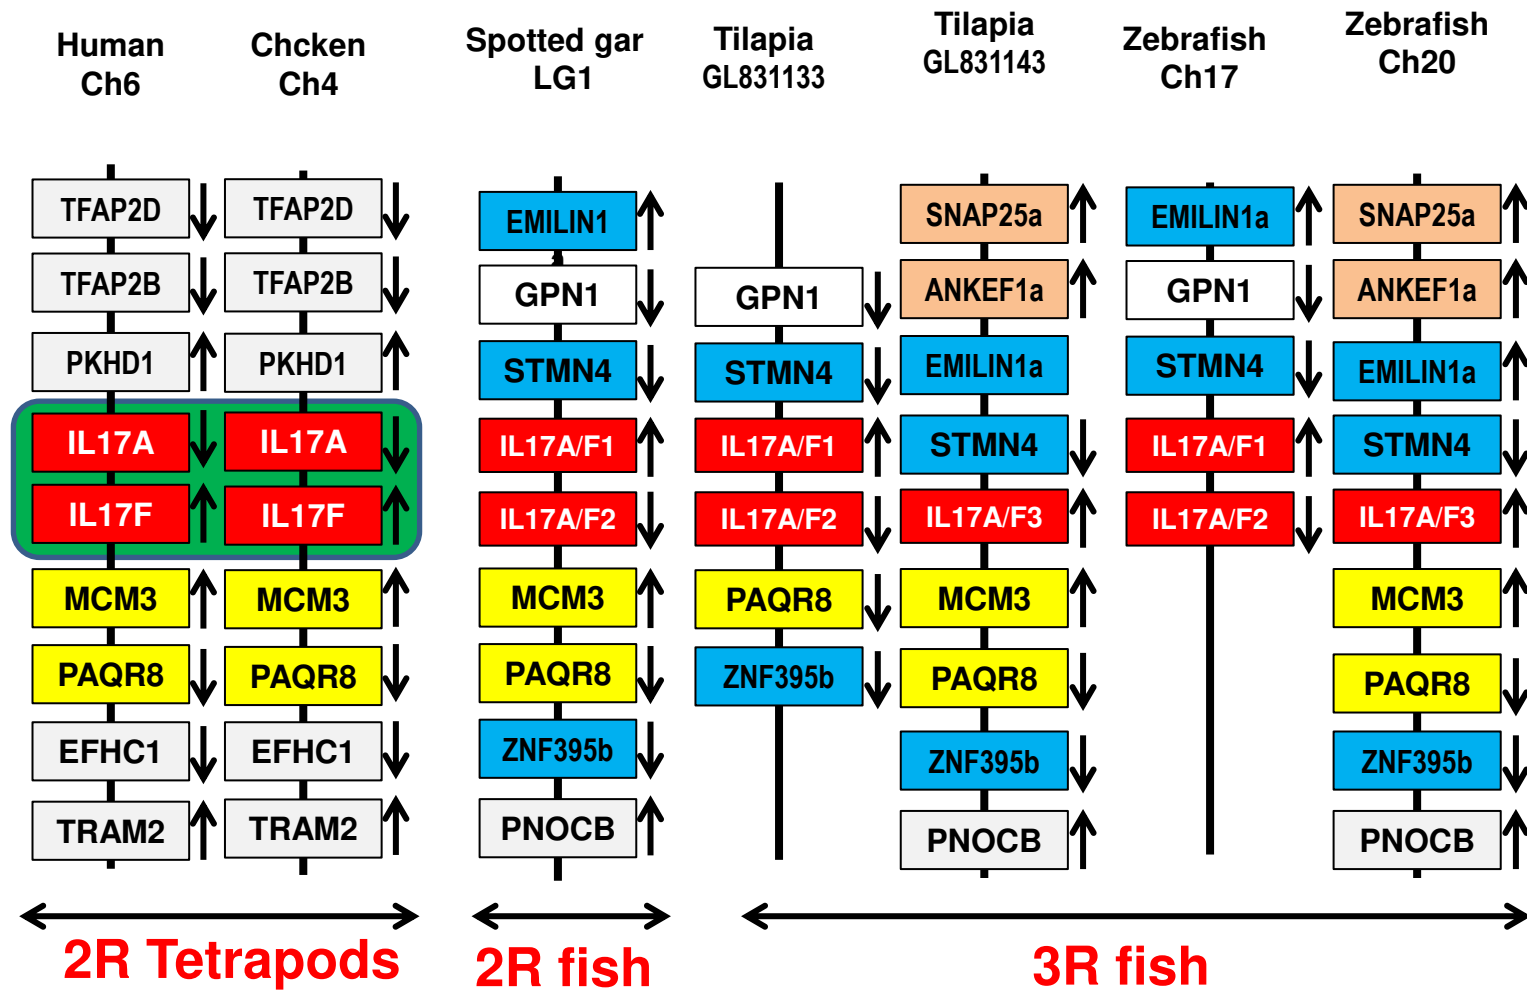 Human
Ch6
Chcken
Ch4
Spotted gar
LG1
Tilapia
GL831133
Tilapia
GL831143
Zebrafish
Ch17
Zebrafish
Ch20
TFAP2D
TFAP2B
PKHD1
IL17A
IL17F
MCM3
PAQR8
EFHC1
TRAM2
TFAP2D
TFAP2B
PKHD1
IL17A
IL17F
MCM3
PAQR8
EFHC1
TRAM2
EMILIN1
GPN1
STMN4
IL17A/F1
IL17A/F2
MCM3
PAQR8
ZNF395b
PNOCB
GPN1
STMN4
IL17A/F1
IL17A/F2
PAQR8
ZNF395b
SNAP25a
ANKEF1a
EMILIN1a
STMN4
IL17A/F3
MCM3
PAQR8
ZNF395b
PNOCB
EMILIN1a
GPN1
STMN4
IL17A/F1
IL17A/F2
SNAP25a
ANKEF1a
EMILIN1a
STMN4
IL17A/F3
MCM3
PAQR8
ZNF395b
PNOCB
2R Tetrapods
2R fish
3R fish